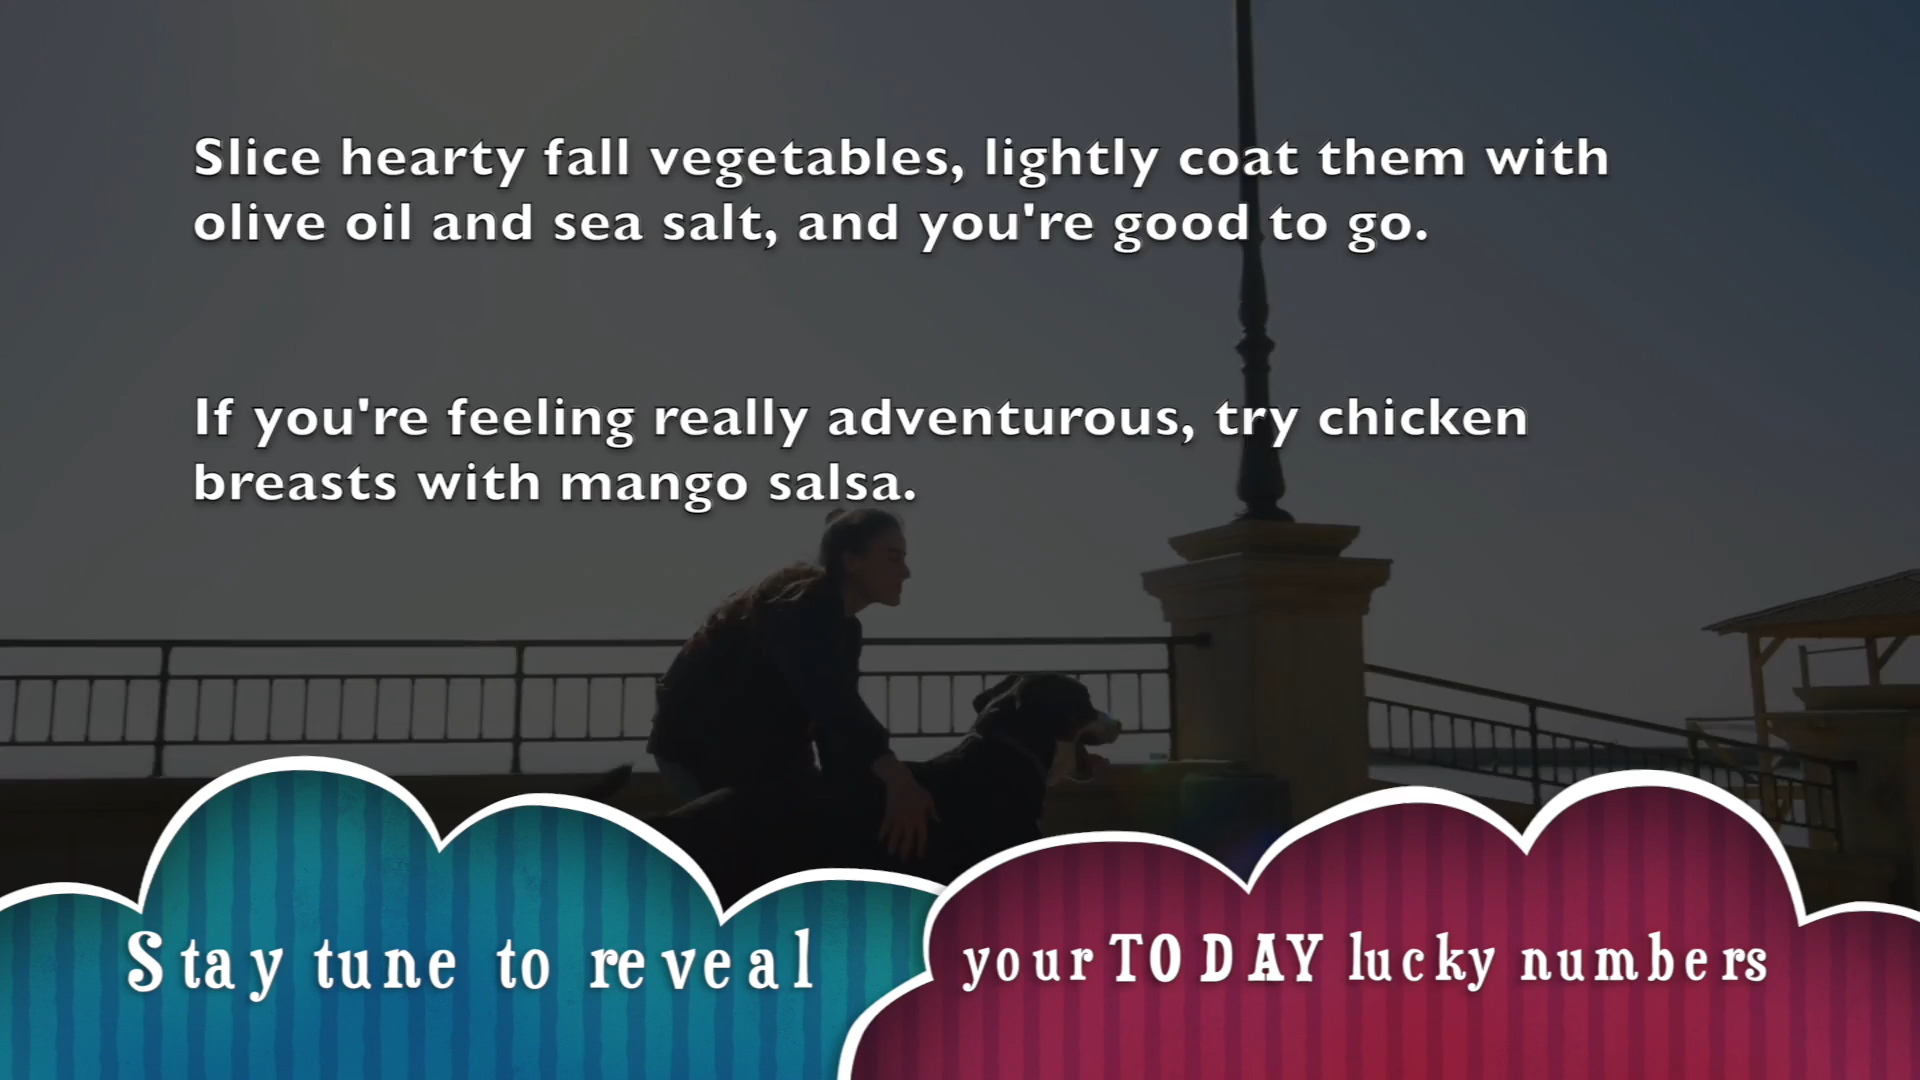 Slice hearty fall vegetables, lightly coat them with
olive oil and sea salt, and you're good to go.
If you're feeling really adventurous, try chicken
breasts with mango salsa.
Stay tune to reveal your TODAY lucky numbers